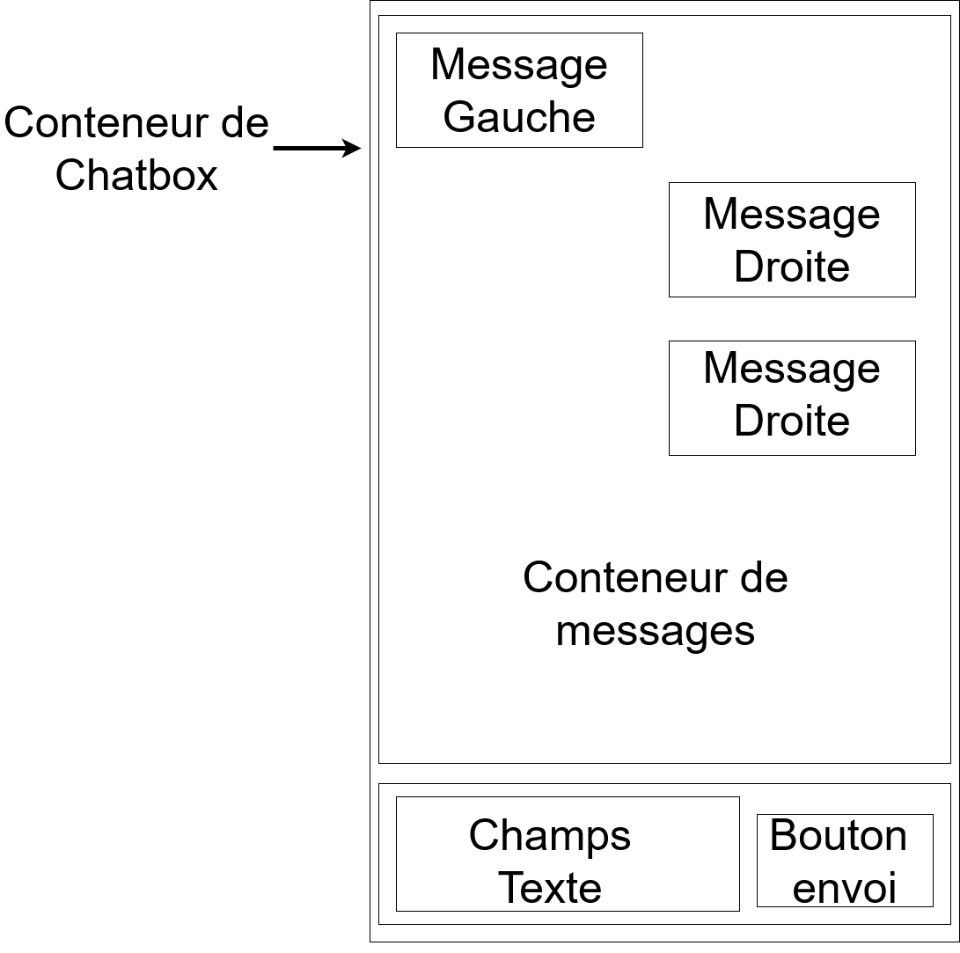 Message
Gauche
Conteneur de
Chatbox
Message
Droite
Message
Droite
Conteneur de
messages
Champs
Texte
Bouton
envoi